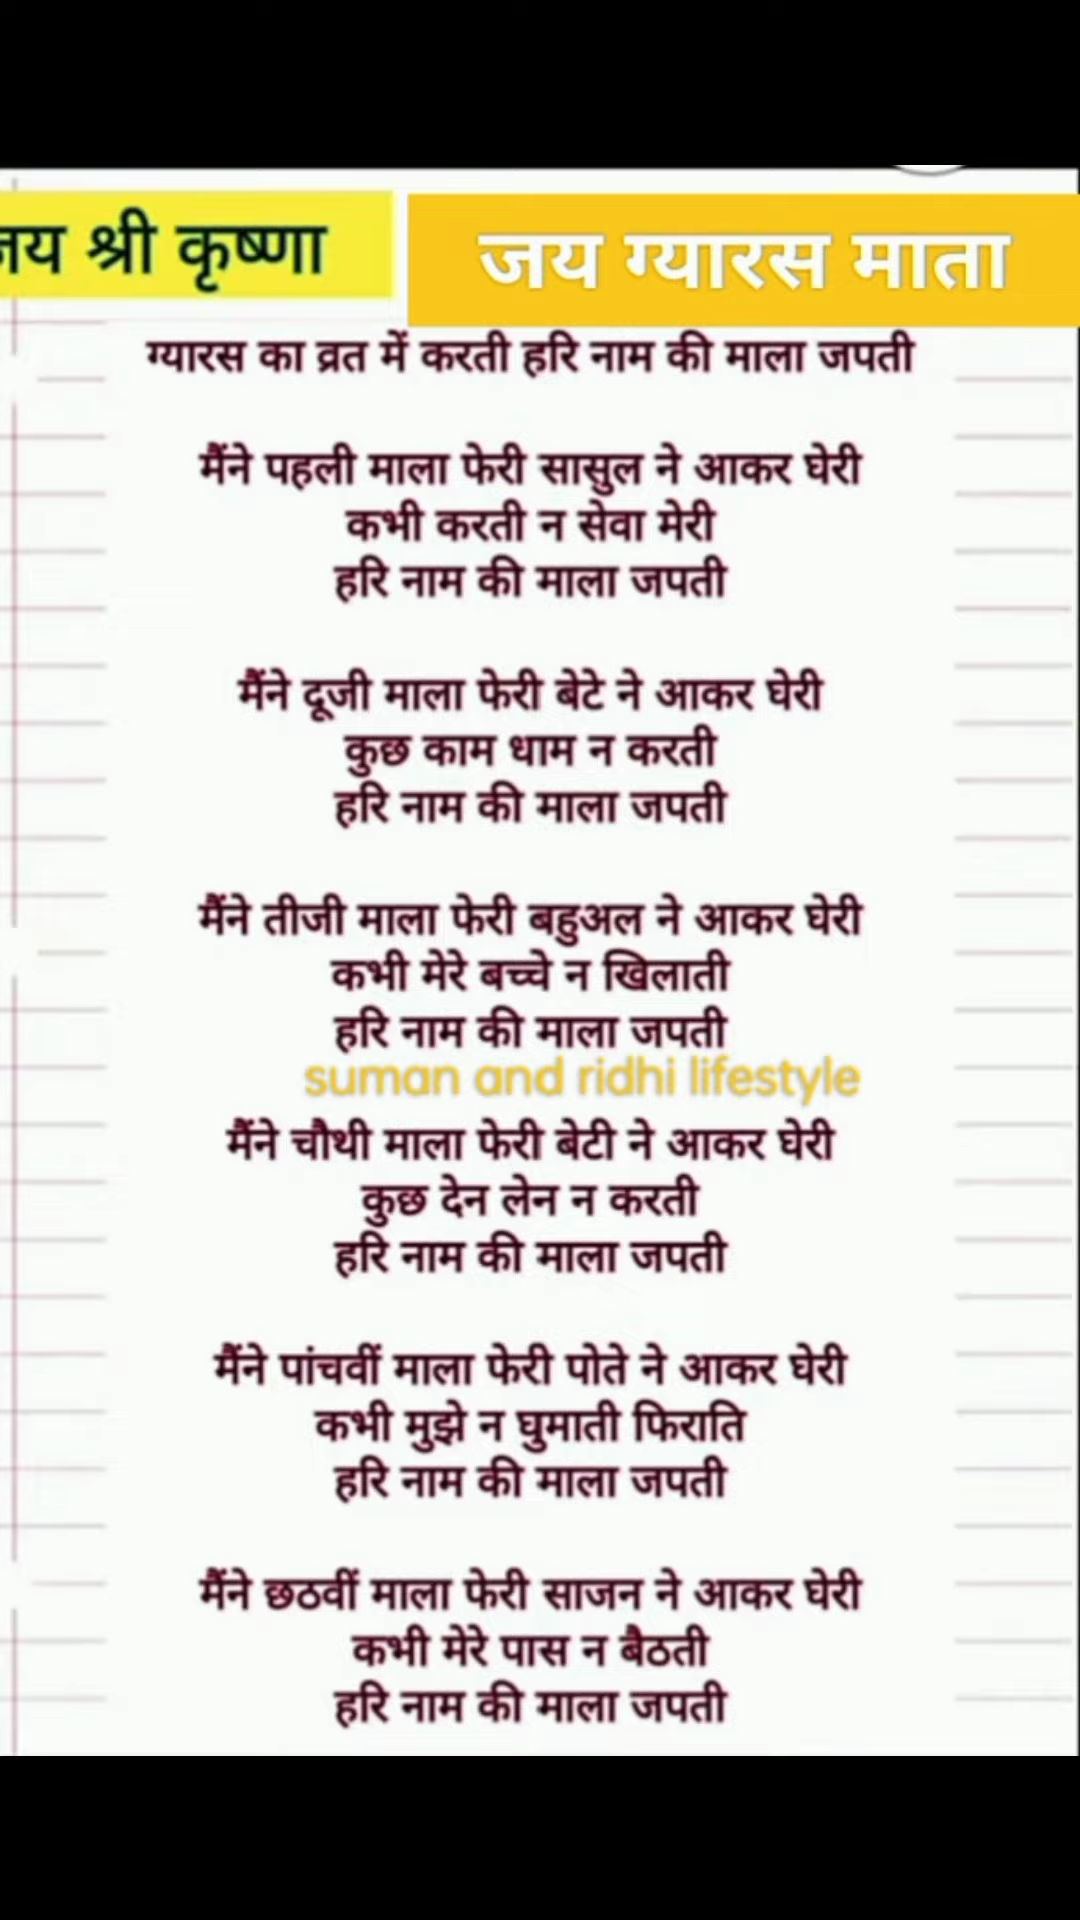 जय श्री कृष्णा
जय ग्यारस माता
ग्यारस का व्रत में करती हरि नाम की माला जपती
मैंने पहली माला फेरी सासुल ने आकर घेरी
कभी करती न सेवा मेरी
हरि नाम की माला जपती
मैंने दूजी माला फेरी बेटे ने आकर घेरी
कुछ काम धाम न करती
हरि नाम की माला जपती
मैंने तीजी माला फेरी बहुअल ने आकर घेरी
कभी मेरे बच्चे न खिलाती
हरि नाम की माला जपती
suman and ridhi lifestyle
मैंने चौथी माला फेरी बेटी ने आकर घेरी
कुछ देन लेन न करती
हरि नाम की माला जपती
मैंने पांचवीं माला फेरी पोते ने आकर घेरी
कभी मुझे न घुमाती फिराति
हरि नाम की माला जपती
मैंने छठवीं माला फेरी साजन ने आकर घेरी
कभी मेरे पास न बैठती
हरि नाम की माला जपती